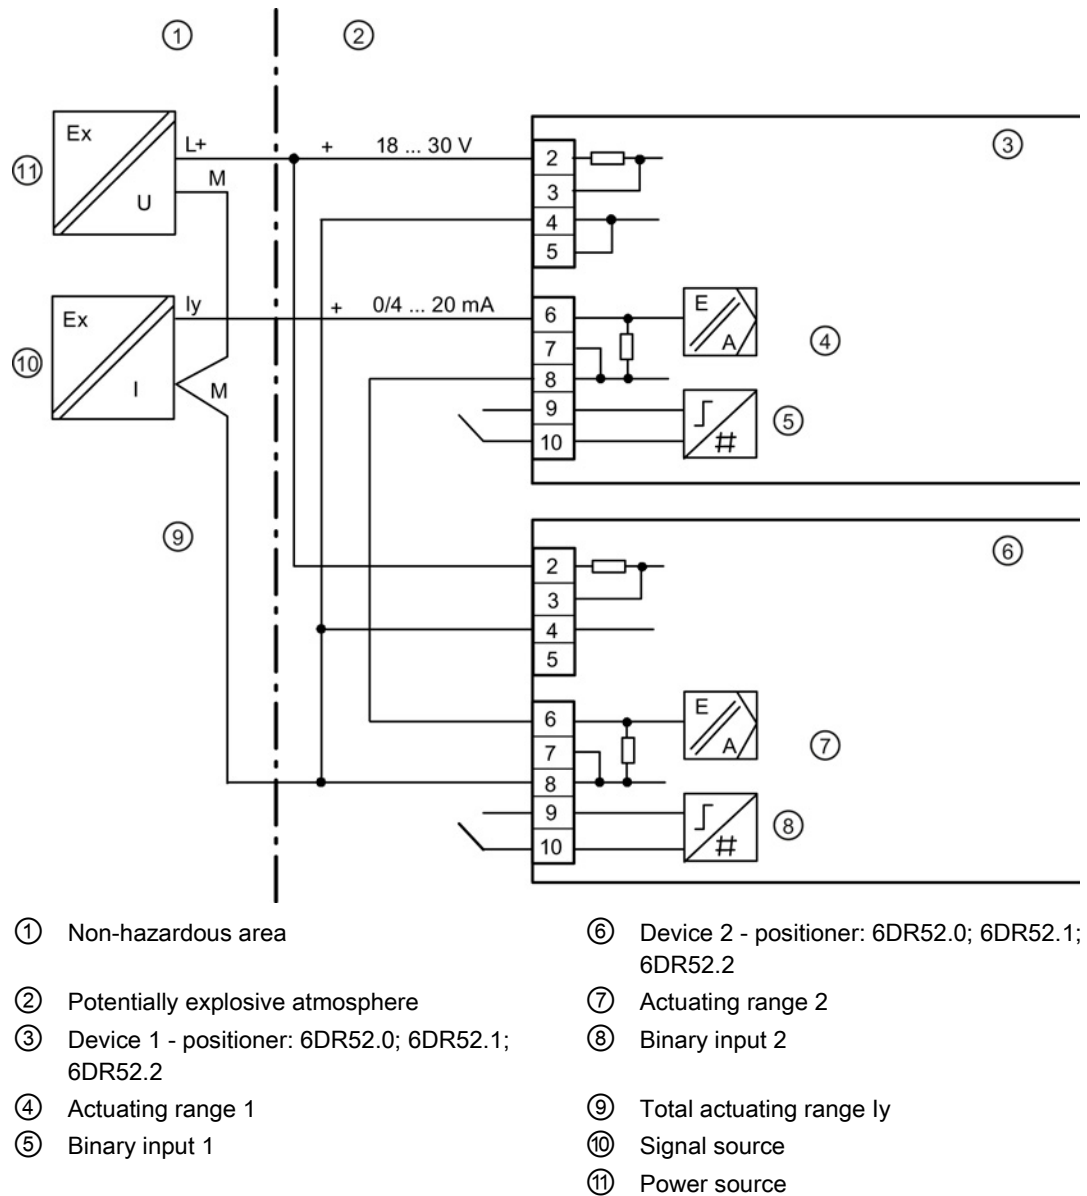 ① ②
Ex
L+
+ 18 ... 30 V
M
U
⑪
2
3
4
5
③
Ex
Iy
+ 0/4 ... 20 mA
I
M
⑩
6
7
8
9
10
E
A
④
#
⑤
⑨
⑥
2
3
4
5
6
7
8
9
10
E
A
⑦
#
⑧
① Non-hazardous area
② Potentially explosive atmosphere
③ Device 1 - positioner: 6DR52.0; 6DR52.1;
6DR52.2
④ Actuating range 1
⑤ Binary input 1
⑥ Device 2 - positioner: 6DR52.0; 6DR52.1;
6DR52.2
⑦ Actuating range 2
⑧ Binary input 2
⑨ Total actuating range Iy
⑩ Signal source
⑪ Power source